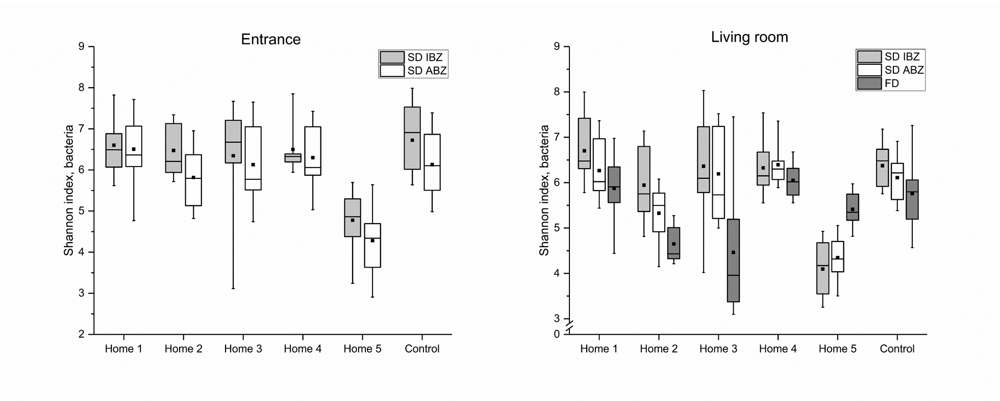 Entrance
SD IBZ
SD ABZ
Shannon index, bacteria
9
8
7
6
5
4
3
2
Home 1 Home 2 Home 3 Home 4 Home 5 Control
Living room
SD IBZ
SD ABZ
FD
Shannon index, bacteria
9
8
7
6
5
4
3
0
Home 1 Home 2 Home 3 Home 4 Home 5 Control